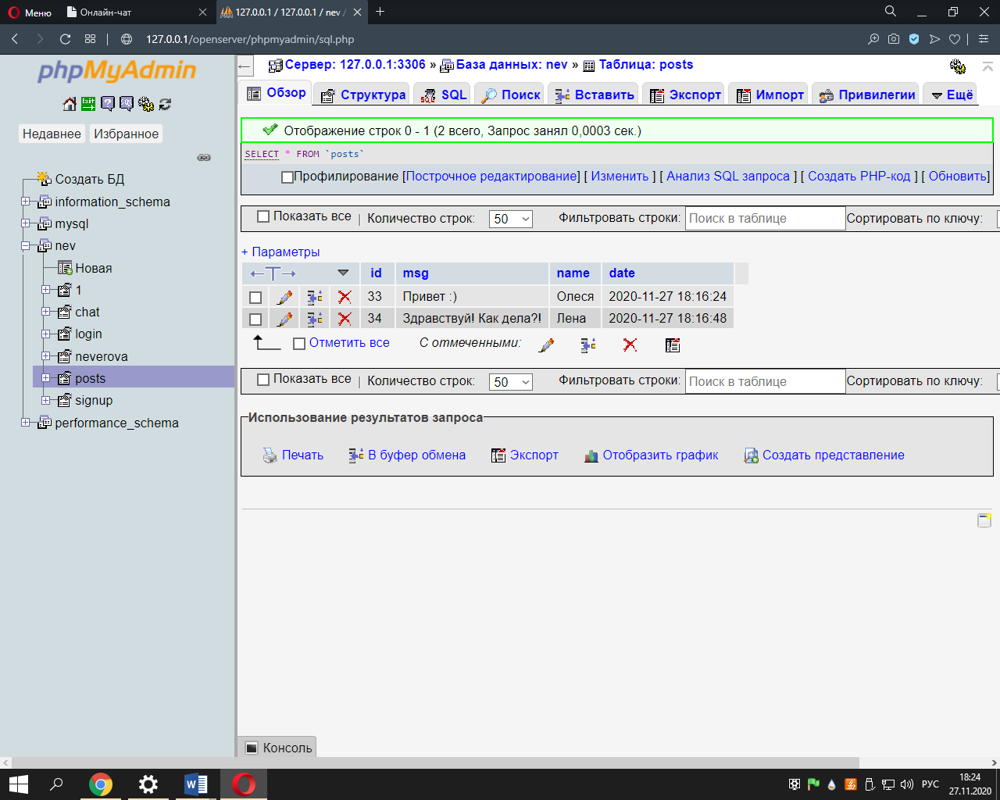 Меню
Онлайн-чат
127.0.0.1 / 127.0.0.1 / nev /
127.0.0.1/openserver/phpmyadmin/sql.php
phpMyAdmin
Недавнее Избранное
Создать БД
information_schema
mysql
nev
Новая
1
chat
login
neverova
posts
signup
performance_schema
Сервер: 127.0.0.1:3306 » База данных: nev » Таблица: posts
Обзор Структура SQL Поиск Вставить Экспорт Импорт Привилегии Ещё
Отображение строк 0 - 1 (2 всего, Запрос занял 0,0003 сек.)
SELECT * FROM `posts`
Профилирование [Построчное редактирование] [ Изменить ] [ Анализ SQL запроса ] [ Создать PHP-код ] [ Обновить]
Показать все | Количество строк: 50 Фильтровать строки: Поиск в таблице Сортировать по ключу:
+ Параметры
←T→ id msg name date
33 Привет :) Олеся 2020-11-27 18:16:24
34 Здравствуй! Как дела?! Лена 2020-11-27 18:16:48
Отметить все С отмеченными:
Показать все | Количество строк: 50 Фильтровать строки: Поиск в таблице Сортировать по ключу:
Использование результатов запроса
Печать В буфер обмена Экспорт Отобразить график Создать представление
Консоль
РУС
18:24
27.11.2020